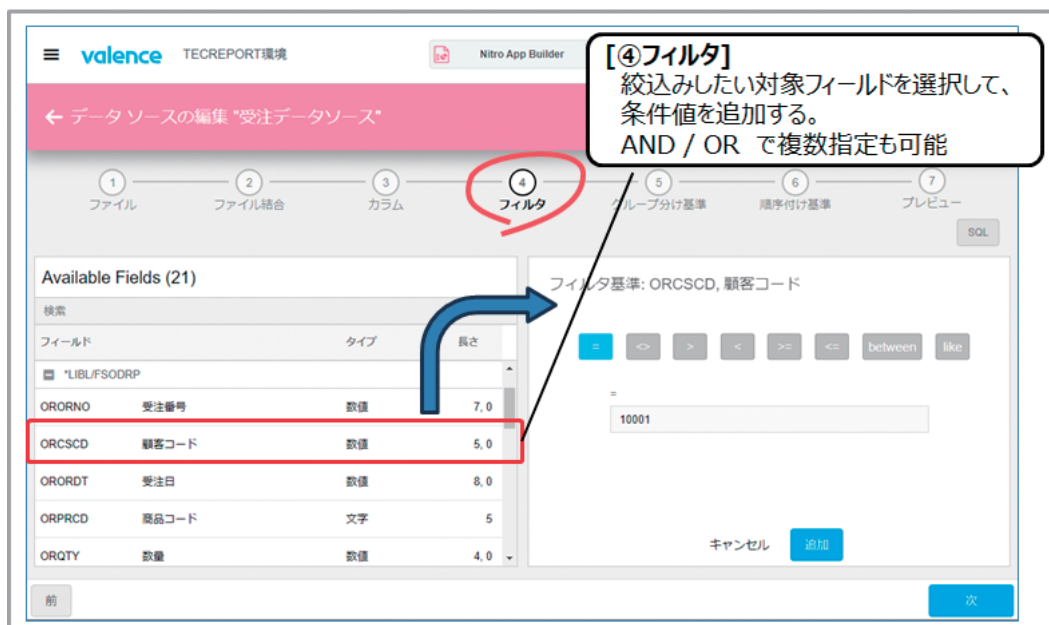 valence TECREPORT環境 Nitro App Builder
[④フィルタ]
絞込みしたい対象フィールドを選択して、
条件値を追加する。
AND / OR で複数指定も可能
← データ ソースの編集 "受注データソース"
1 2 3 4 5 6 7
ファイル ファイル結合 カラム フィルタ グループ分け基準 順序付け基準 プレビュー
SQL
Available Fields (21)
検索
フィールド タイプ 長さ
*LIBL/FSODRP
ORORNO 受注番号 数値 7, 0
ORCSCD 顧客コード 数値 5, 0
ORORDT 受注日 数値 8, 0
ORPRCD 商品コード 文字 5
ORQTY 数量 数値 4, 0
フィルタ基準: ORCSCD, 顧客コード
= <> > < >= <= between like
=
10001
キャンセル 追加
前 次